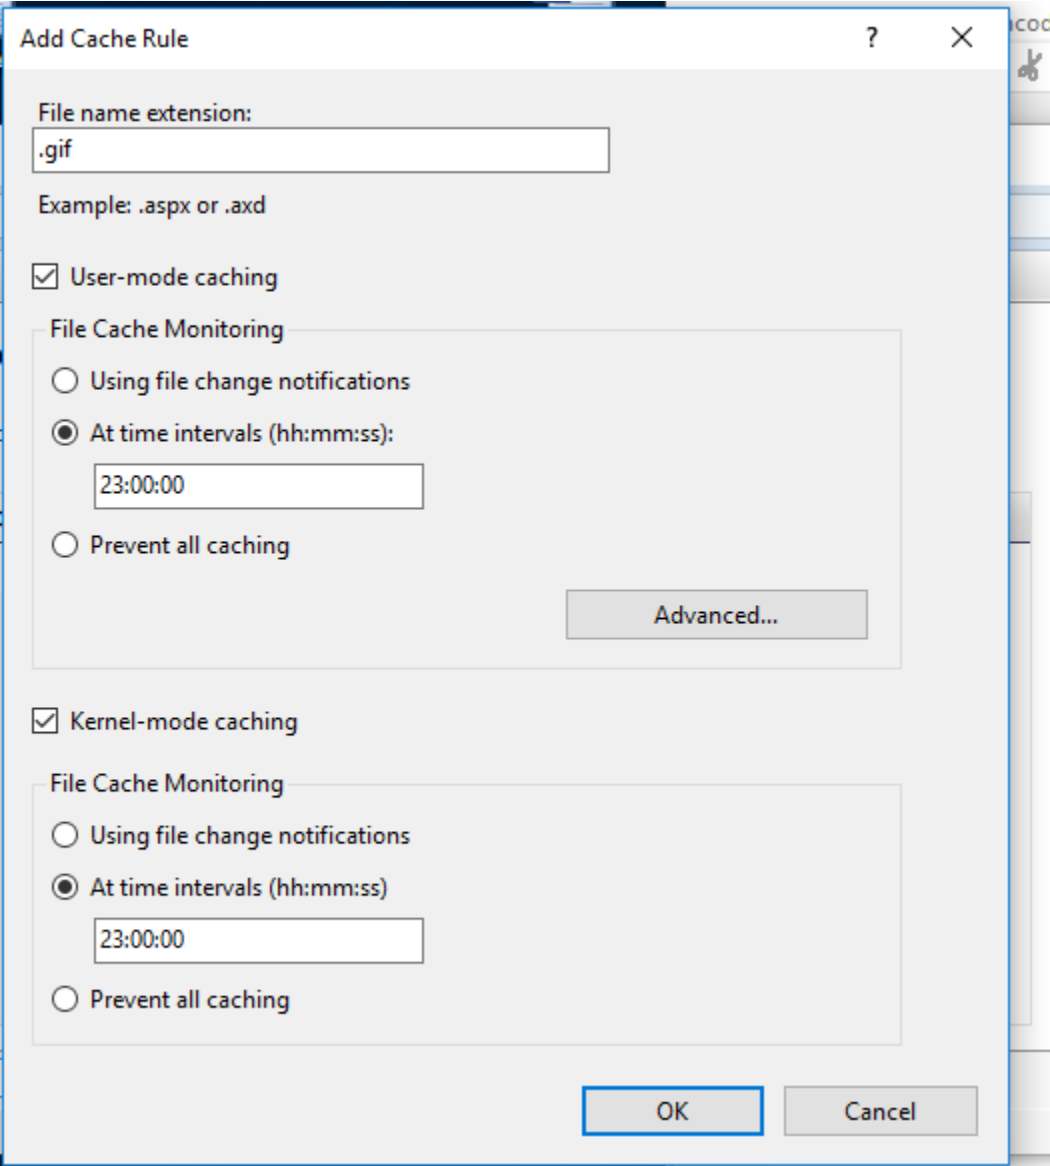 Add Cache Rule
?
File name extension:
.gif
Example: .aspx or .axd
User-mode caching
File Cache Monitoring
Using file change notifications
At time intervals (hh:mm:ss):
23:00:00
Prevent all caching
Advanced...
Kernel-mode caching
File Cache Monitoring
Using file change notifications
At time intervals (hh:mm:ss)
23:00:00
Prevent all caching
OK
Cancel